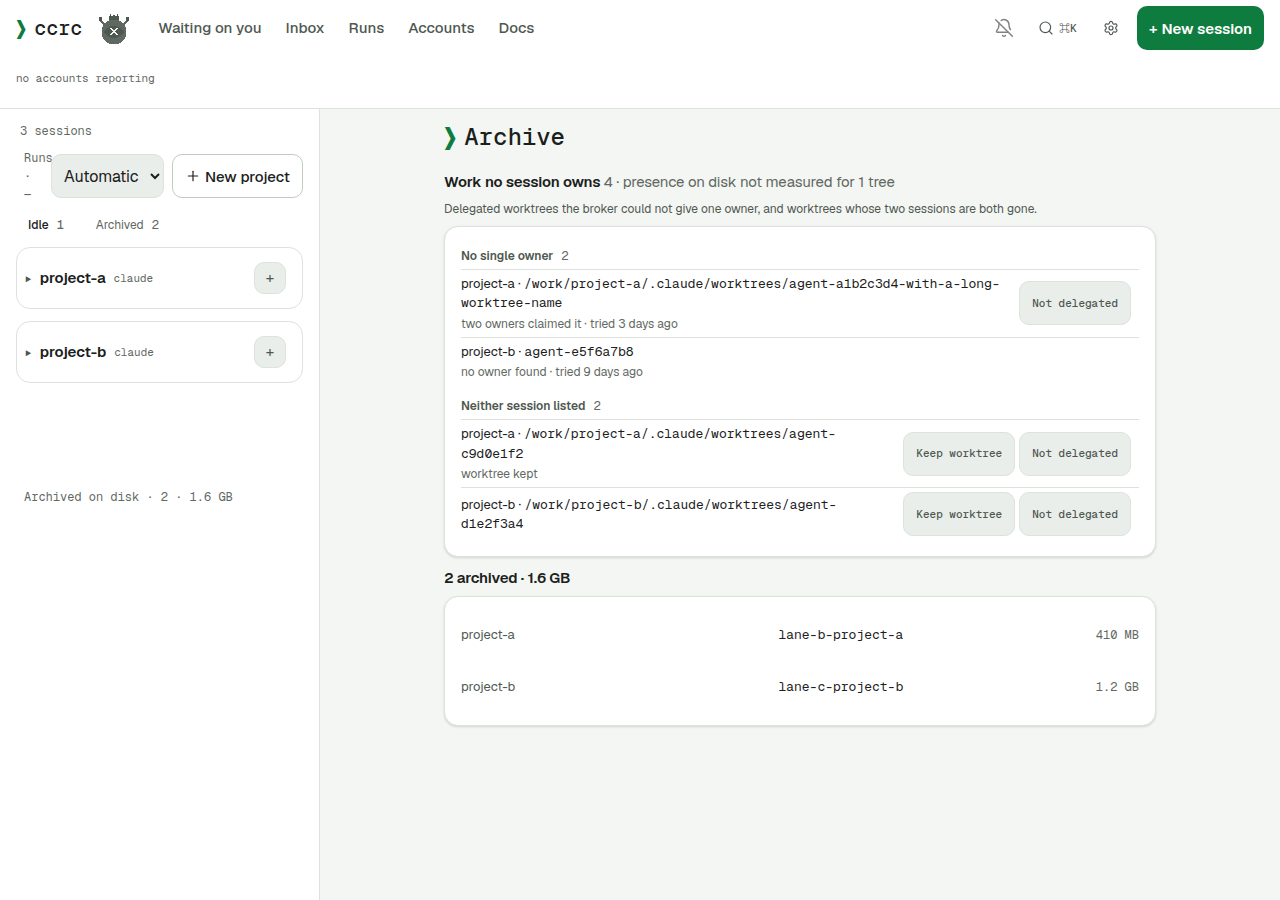 ❯ ccrc Waiting on you Inbox Runs Accounts Docs ⌘K + New session
no accounts reporting
3 sessions
Runs · — Automatic + New project
Idle 1 Archived 2
▸ project-a claude +
▸ project-b claude +
Archived on disk · 2 · 1.6 GB
❯ Archive
Work no session owns 4 · presence on disk not measured for 1 tree
Delegated worktrees the broker could not give one owner, and worktrees whose two sessions are both gone.
No single owner 2
project-a · /work/project-a/.claude/worktrees/agent-a1b2c3d4-with-a-long-
worktree-name
Not delegated
two owners claimed it · tried 3 days ago
project-b · agent-e5f6a7b8
no owner found · tried 9 days ago
Neither session listed 2
project-a · /work/project-a/.claude/worktrees/agent-
c9d0e1f2
Keep worktree Not delegated
worktree kept
project-b · /work/project-b/.claude/worktrees/agent-
d1e2f3a4
Keep worktree Not delegated
2 archived · 1.6 GB
project-a lane-b-project-a 410 MB
project-b lane-c-project-b 1.2 GB